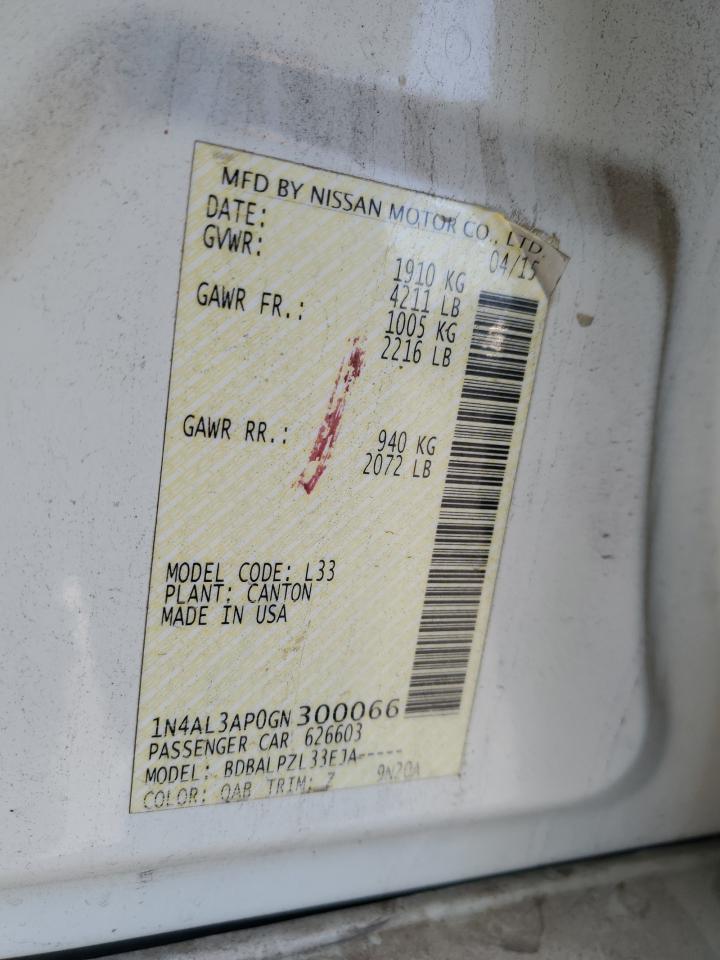 MFD BY NISSAN MOTOR CO., LTD.
DATE: 04/15
GVWR: 1910 KG
4211 LB
GAWR FR.: 1005 KG
2216 LB
GAWR RR.: 940 KG
2072 LB
MODEL CODE: L33
PLANT: CANTON
MADE IN USA
1N4AL3AP0GN300066
PASSENGER CAR 626603
MODEL: BDBALPZL33EJA-----
COLOR: QAB TRIM: Z 9N20A